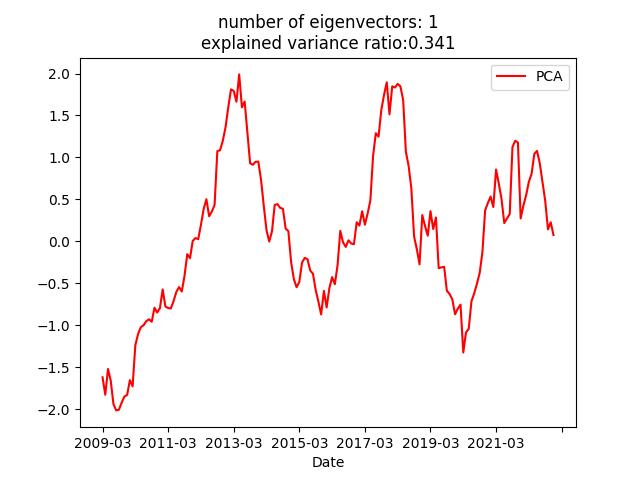 number of eigenvectors: 1
explained variance ratio:0.341
PCA
2.0
1.5
1.0
0.5
0.0
−0.5
−1.0
−1.5
−2.0
2009-03 2011-03 2013-03 2015-03 2017-03 2019-03 2021-03
Date